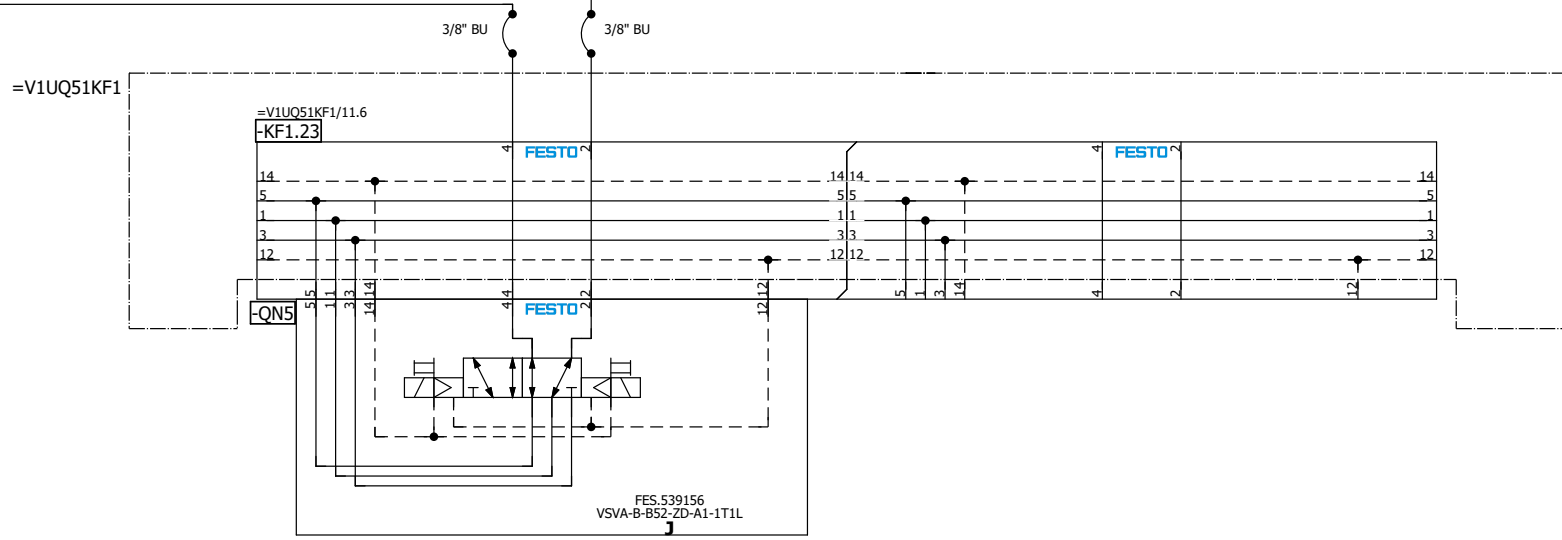 3/8" BU 3/8" BU
=V1UQ51KF1
=V1UQ51KF1/11.6
-KF1.23
4 FESTO 2 4 FESTO 2
14 14 14 14
5 5 5 5
1 1 1 1
3 3 3 3
12 12 12 12
5 1 3 14 4 2 12 5 1 3 14 4 2 12
-QN5
5 1 3 14 4 FESTO 2 12
FES.539156
VSVA-B-B52-ZD-A1-1T1L
J